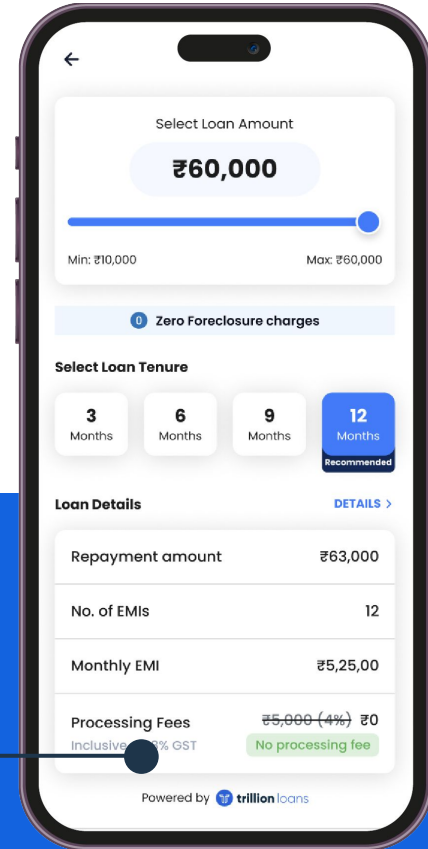 Select Loan Amount
₹60,000
Min: ₹10,000 Max: ₹60,000
0 Zero Foreclosure charges
Select Loan Tenure
3 6 9 12
Months Months Months Months
Recommended
Loan Details DETAILS >
Repayment amount ₹63,000
No. of EMIs 12
Monthly EMI ₹5,25,00
Processing Fees ₹5,000 (4%) ₹0
Inclusive % GST No processing fee
Powered by trillion loans